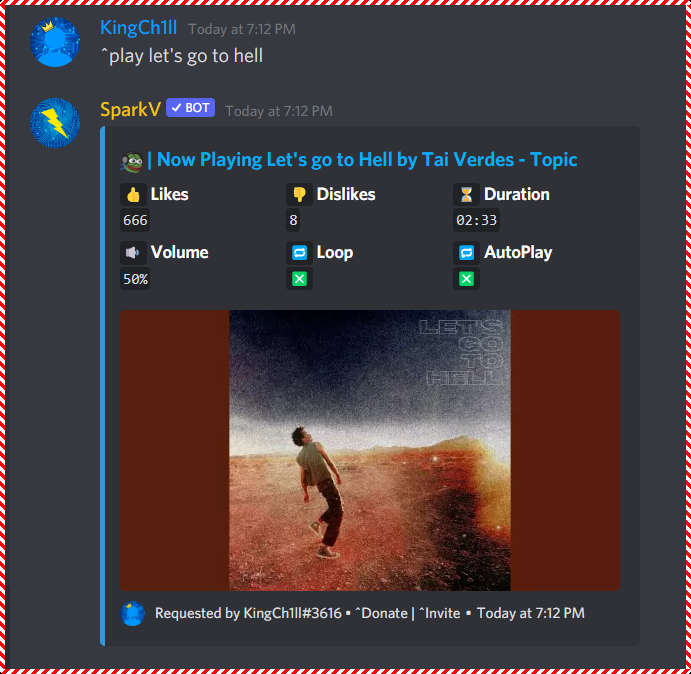 KingCh1ll Today at 7:12 PM
^play let's go to hell
SparkV BOT Today at 7:12 PM
| Now Playing Let's go to Hell by Tai Verdes - Topic
Likes Dislikes Duration
666 8 02:33
Volume Loop AutoPlay
50%
LET'S
GO
TO
HELL
Requested by KingCh1ll#3616 • ^Donate | ^Invite • Today at 7:12 PM